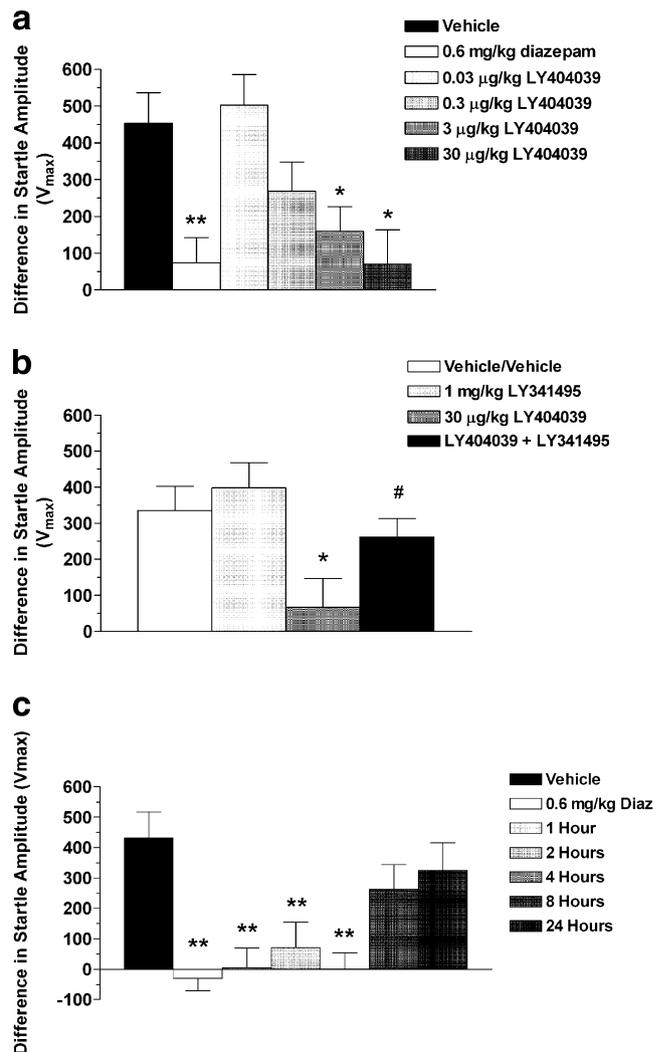 a
Vehicle
0.6 mg/kg diazepam
0.03 µg/kg LY404039
0.3 µg/kg LY404039
3 µg/kg LY404039
30 µg/kg LY404039
Difference in Startle Amplitude
(Vmax)
600
500
400
300
200
100
0
**
*
*
b
Vehicle/Vehicle
1 mg/kg LY341495
30 µg/kg LY404039
LY404039 + LY341495
Difference in Startle Amplitude
(Vmax)
600
500
400
300
200
100
0
*
#
c
Vehicle
0.6 mg/kg Diaz
1 Hour
2 Hours
4 Hours
8 Hours
24 Hours
Difference in Startle Amplitude (Vmax)
600
500
400
300
200
100
0
-100
**
**
**
**